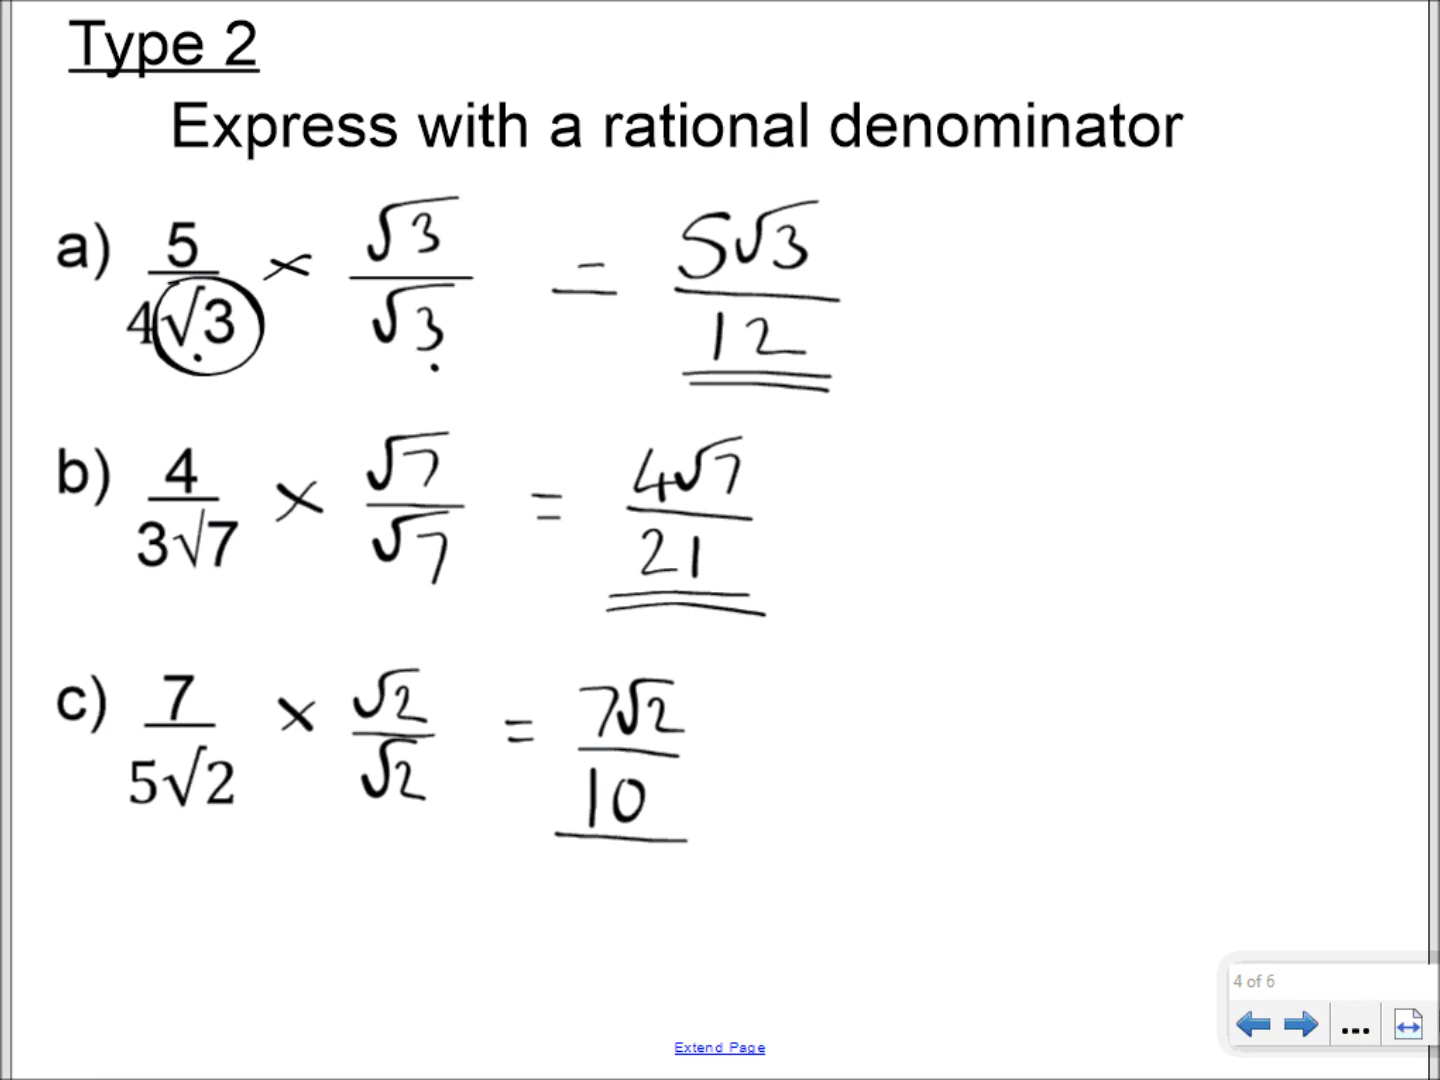 Type 2
Express with a rational denominator
a) 5/4√3 × √3/√3 = 5√3/12
b) 4/3√7 × √7/√7 = 4√7/21
c) 7/5√2 × √2/√2 = 7√2/10
4 of 6
...
Extend Page